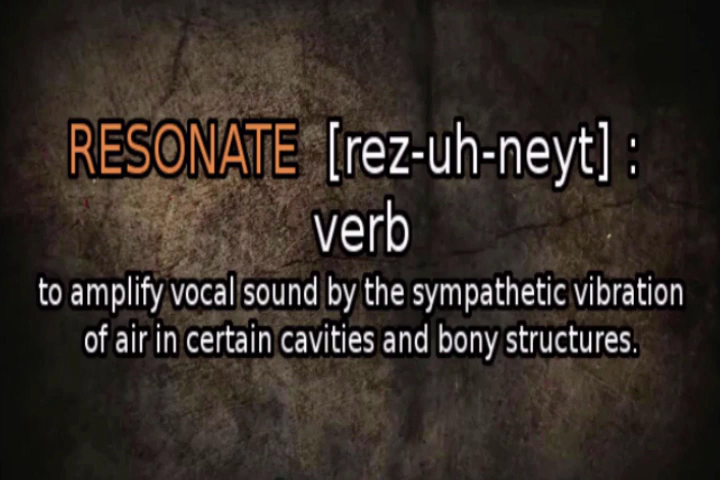 RESONATE [rez-uh-neyt] :
verb
to amplify vocal sound by the sympathetic vibration
of air in certain cavities and bony structures.